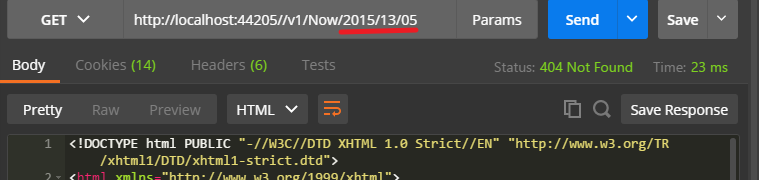 GET http://localhost:44205//v1/Now/2015/13/05 Params Send Save
Body Cookies (14) Headers (6) Tests Status: 404 Not Found Time: 23 ms
Pretty Raw Preview HTML Save Response
1 <!DOCTYPE html PUBLIC "-//W3C//DTD XHTML 1.0 Strict//EN" "http://www.w3.org/TR
/xhtml1/DTD/xhtml1-strict.dtd">
2 <html xmlns="http://www.w3.org/1999/xhtml">